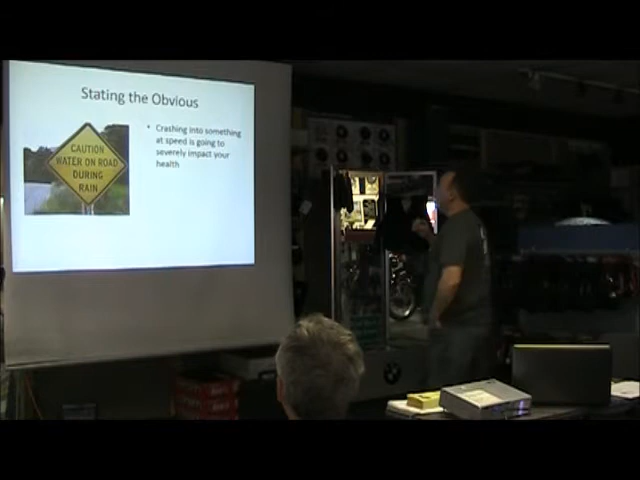 Stating the Obvious
• Crashing into something
at speed is going to
severely impact your
health
CAUTION
WATER ON ROAD
DURING
RAIN